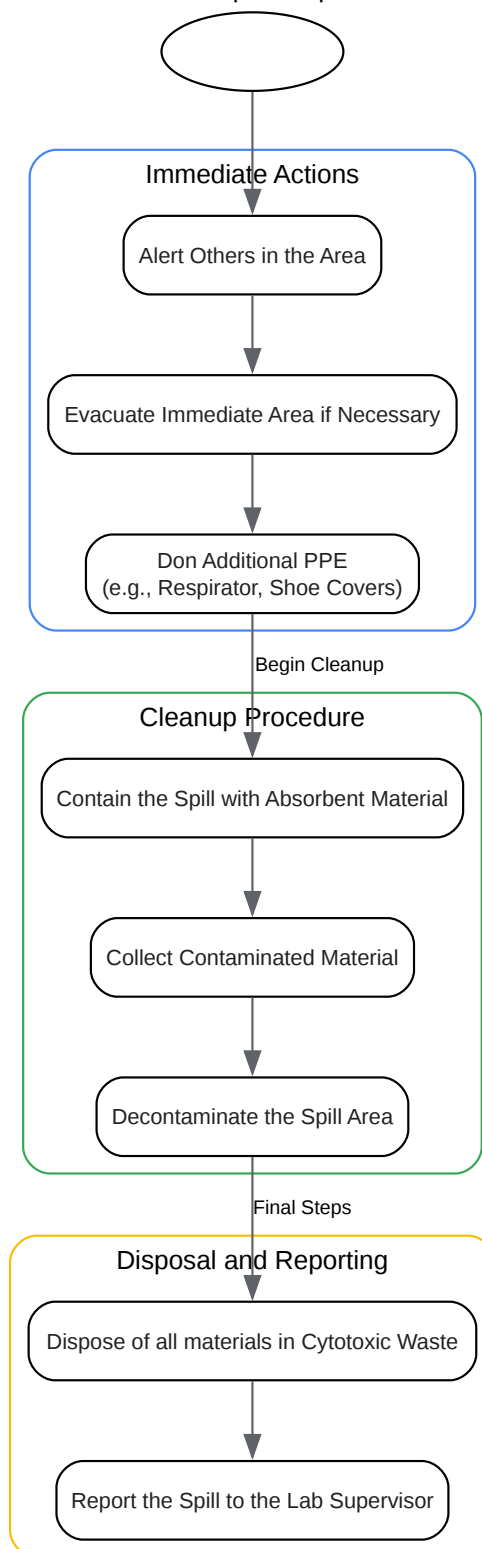 Immediate Actions
Alert Others in the Area
Evacuate Immediate Area if Necessary
Don Additional PPE
(e.g., Respirator, Shoe Covers)
Begin Cleanup
Cleanup Procedure
Contain the Spill with Absorbent Material
Collect Contaminated Material
Decontaminate the Spill Area
Final Steps
Disposal and Reporting
Dispose of all materials in Cytotoxic Waste
Report the Spill to the Lab Supervisor